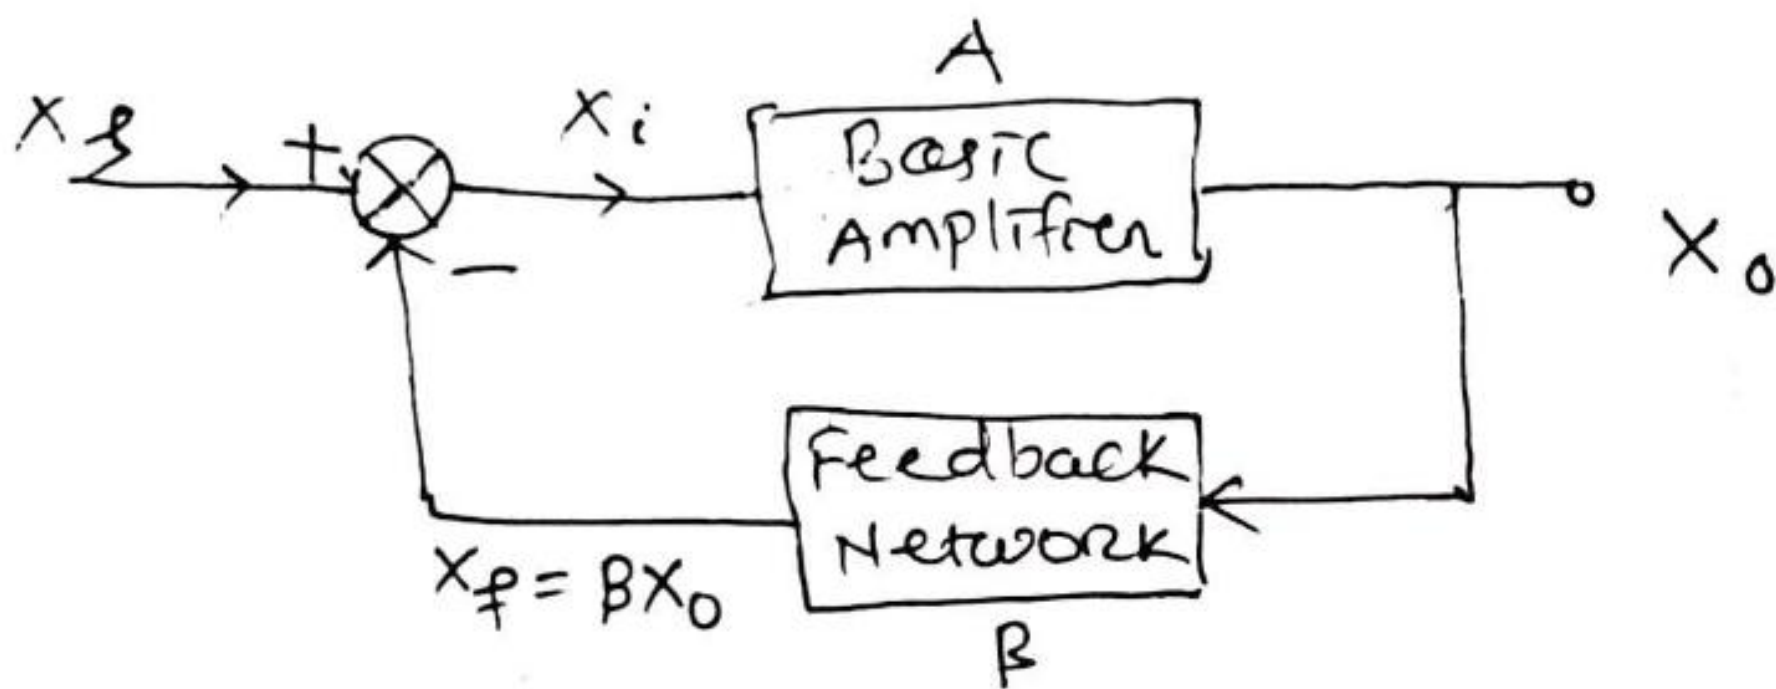 A
Xs
+
Xi
Basic
Amplifier
Xo
-
Feedback
Network
Xf = βXo
β